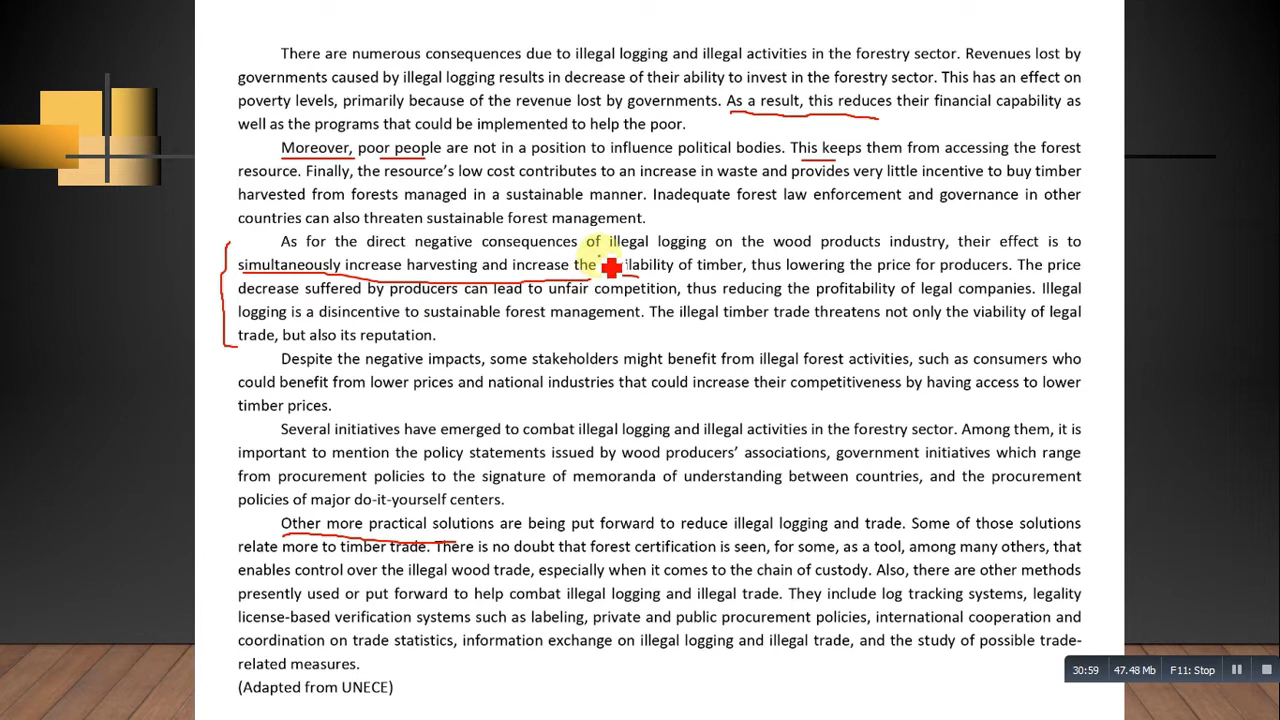 There are numerous consequences due to illegal logging and illegal activities in the forestry sector. Revenues lost by
governments caused by illegal logging results in decrease of their ability to invest in the forestry sector. This has an effect on
poverty levels, primarily because of the revenue lost by governments. As a result, this reduces their financial capability as
well as the programs that could be implemented to help the poor.
Moreover, poor people are not in a position to influence political bodies. This keeps them from accessing the forest
resource. Finally, the resource's low cost contributes to an increase in waste and provides very little incentive to buy timber
harvested from forests managed in a sustainable manner. Inadequate forest law enforcement and governance in other
countries can also threaten sustainable forest management.
As for the direct negative consequences of illegal logging on the wood products industry, their effect is to
simultaneously increase harvesting and increase the ilability of timber, thus lowering the price for producers. The price
decrease suffered by producers can lead to unfair competition, thus reducing the profitability of legal companies. Illegal
logging is a disincentive to sustainable forest management. The illegal timber trade threatens not only the viability of legal
trade, but also its reputation.
Despite the negative impacts, some stakeholders might benefit from illegal forest activities, such as consumers who
could benefit from lower prices and national industries that could increase their competitiveness by having access to lower
timber prices.
Several initiatives have emerged to combat illegal logging and illegal activities in the forestry sector. Among them, it is
important to mention the policy statements issued by wood producers' associations, government initiatives which range
from procurement policies to the signature of memoranda of understanding between countries, and the procurement
policies of major do-it-yourself centers.
Other more practical solutions are being put forward to reduce illegal logging and trade. Some of those solutions
relate more to timber trade. There is no doubt that forest certification is seen, for some, as a tool, among many others, that
enables control over the illegal wood trade, especially when it comes to the chain of custody. Also, there are other methods
presently used or put forward to help combat illegal logging and illegal trade. They include log tracking systems, legality
license-based verification systems such as labeling, private and public procurement policies, international cooperation and
coordination on trade statistics, information exchange on illegal logging and illegal trade, and the study of possible trade-
related measures.
(Adapted from UNECE)
30:59 47.48 Mb F11: Stop